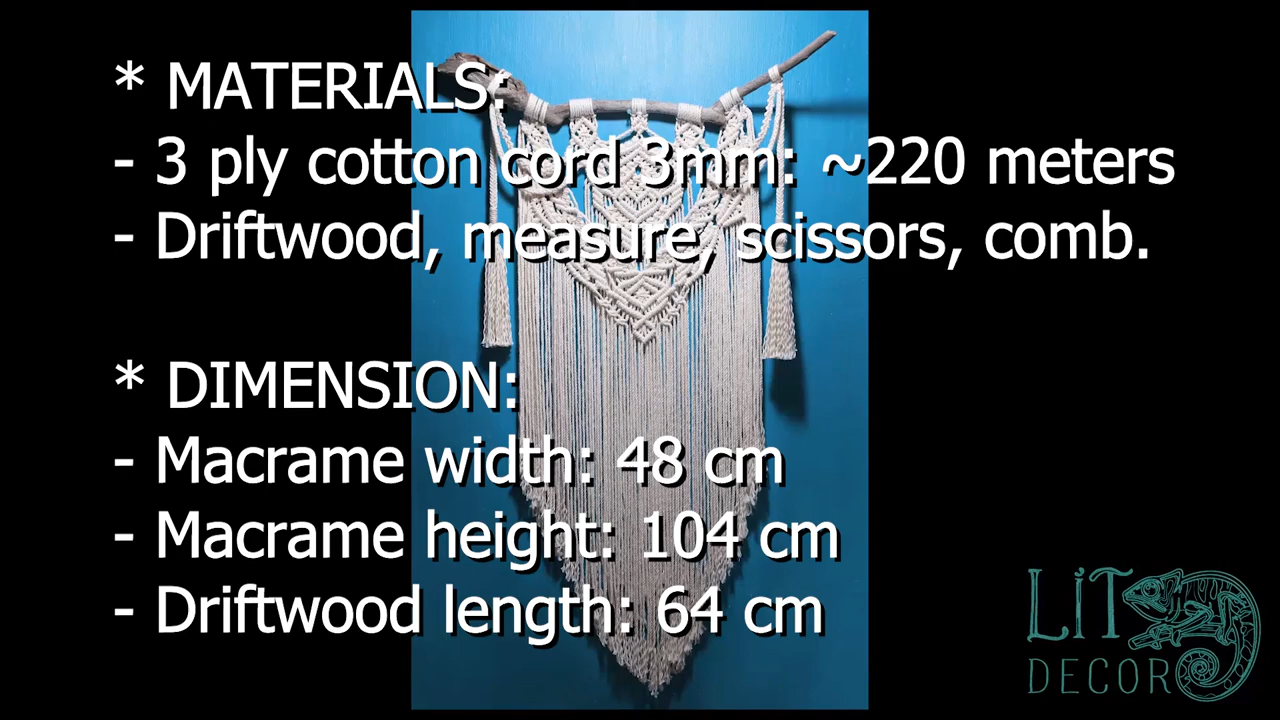 * MATERIALS:
- 3 ply cotton cord 3mm: ~220 meters
- Driftwood, measure, scissors, comb.
* DIMENSION:
- Macrame width: 48 cm
- Macrame height: 104 cm
- Driftwood length: 64 cm
LiT
DECOR